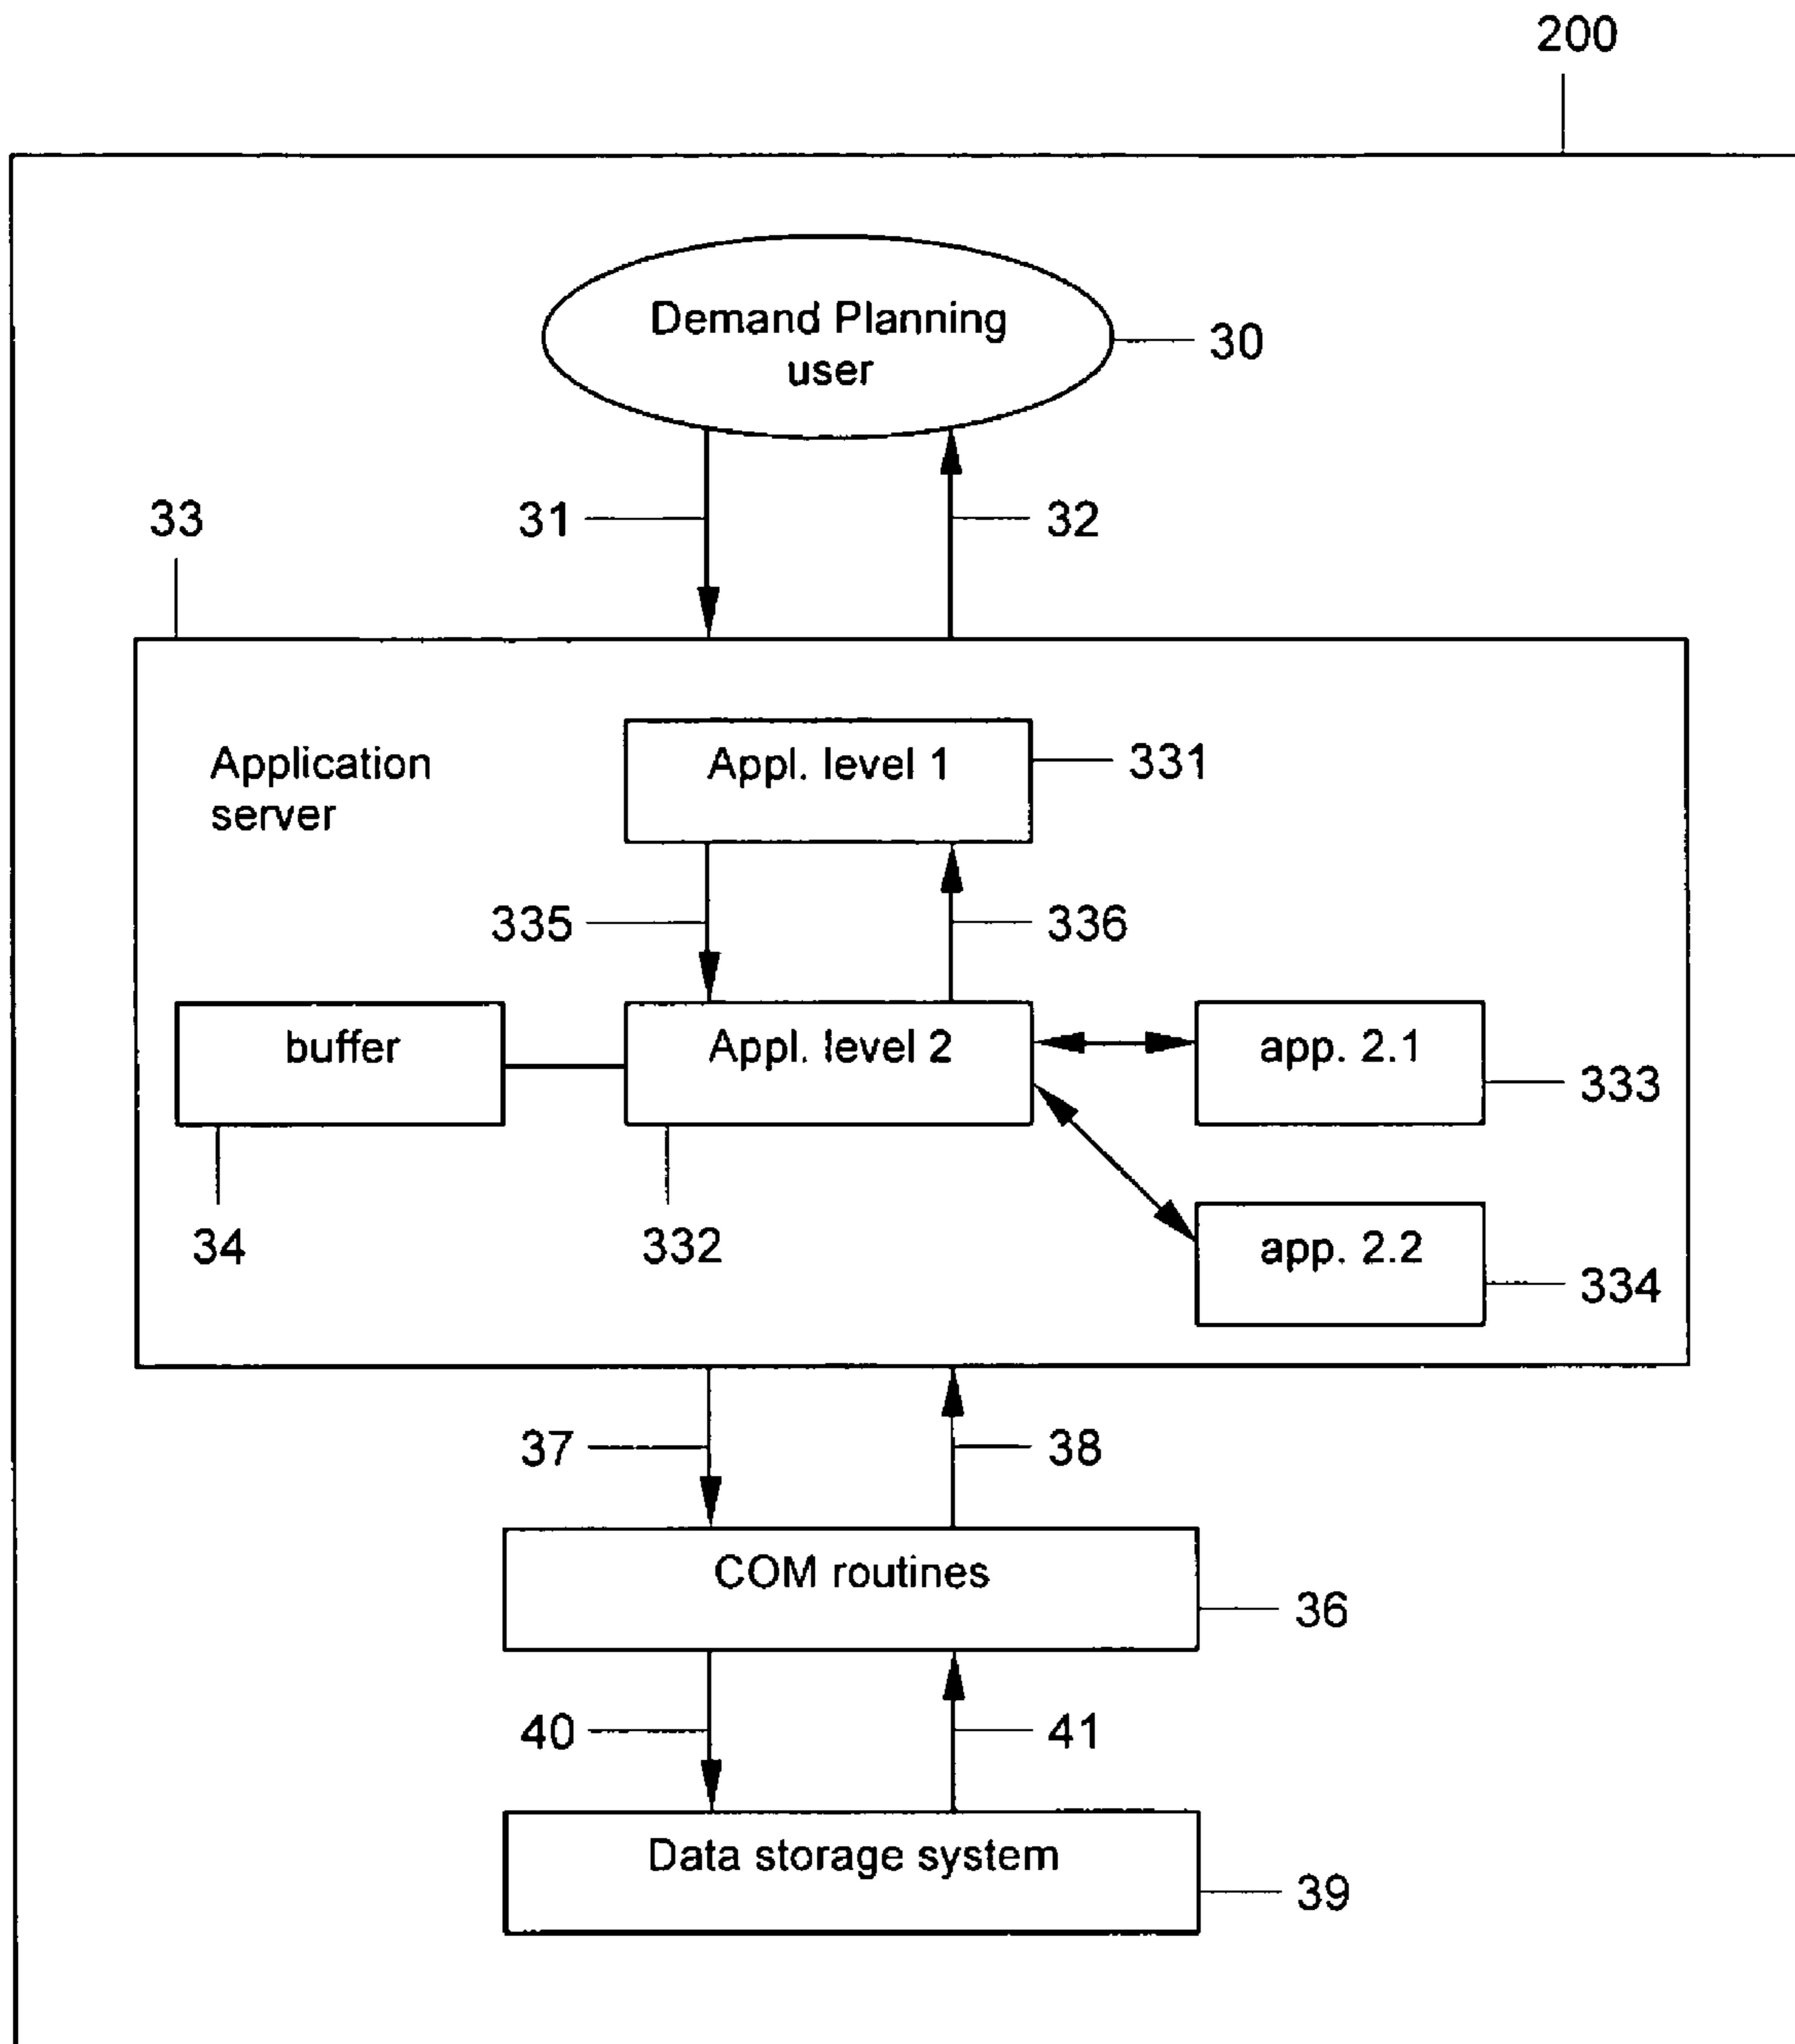 200
Demand Planning
user
30
33
31
32
Application
server
Appl. level 1
331
335
336
buffer
Appl. level 2
app. 2.1
333
34
332
app. 2.2
334
37
38
COM routines
36
40
41
Data storage system
39